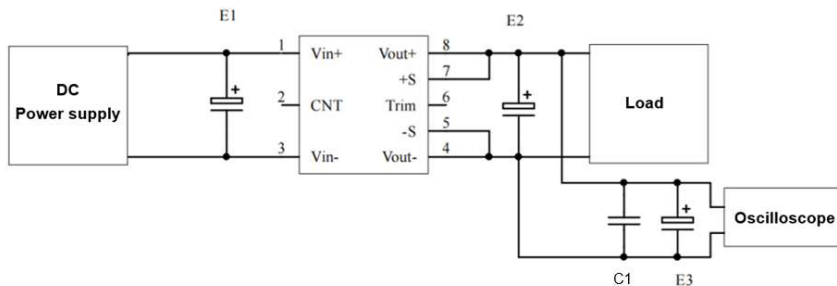 E1
E2
1
Vin+
Vout+
8
+S
7
DC
Power supply
2
CNT
Trim
6
Load
-S
5
3
Vin-
Vout-
4
+
+
+
Oscilloscope
C1
E3